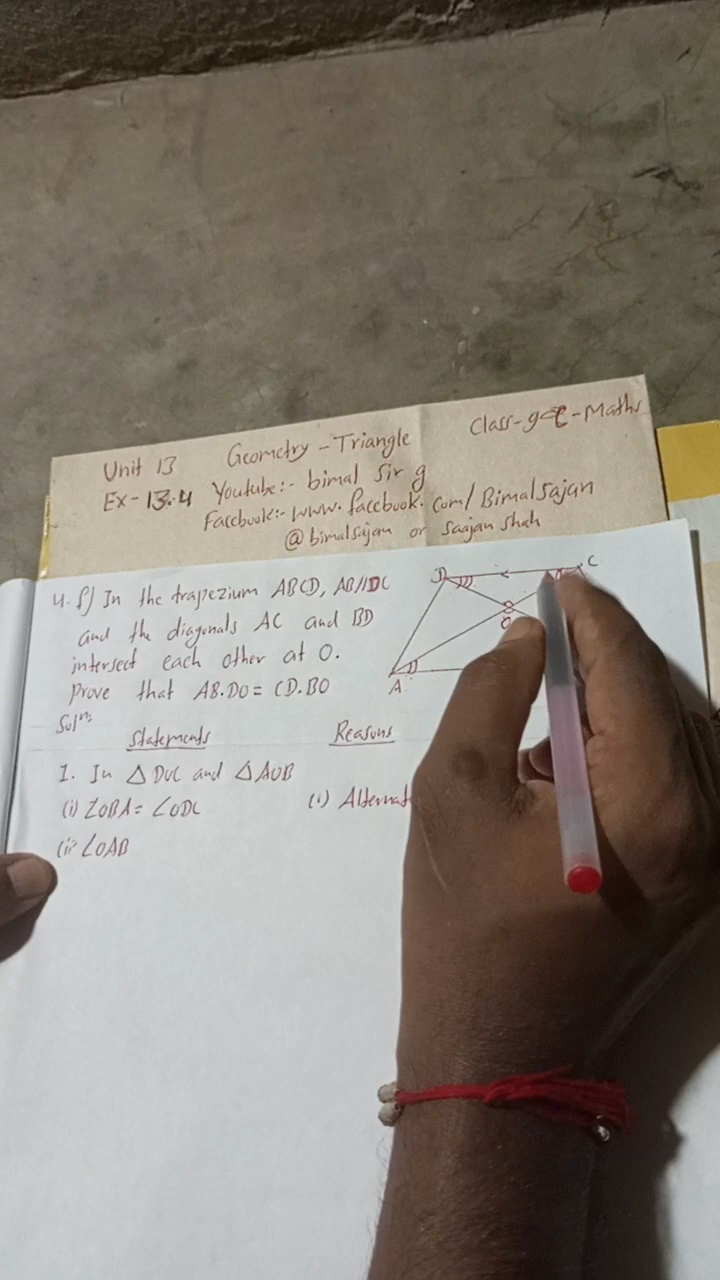 Unit 13 Geometry - Triangle Class-9 - Maths
Ex - 13.4 Youtube:- bimal Sir g
Facebook:- www.facebook.com/Bimalsajan
@bimalsajan or Saajan Shah
4. f) In the trapezium ABCD, AB//DC
and the diagonals AC and BD
intersect each other at O.
Prove that AB.DO = CD.BO
Solⁿ:
Statements Reasons
1. In △DOC and △AOB
(i) ∠OBA = ∠ODC (i) Alternat
(ii) ∠OAB
D C
O
A